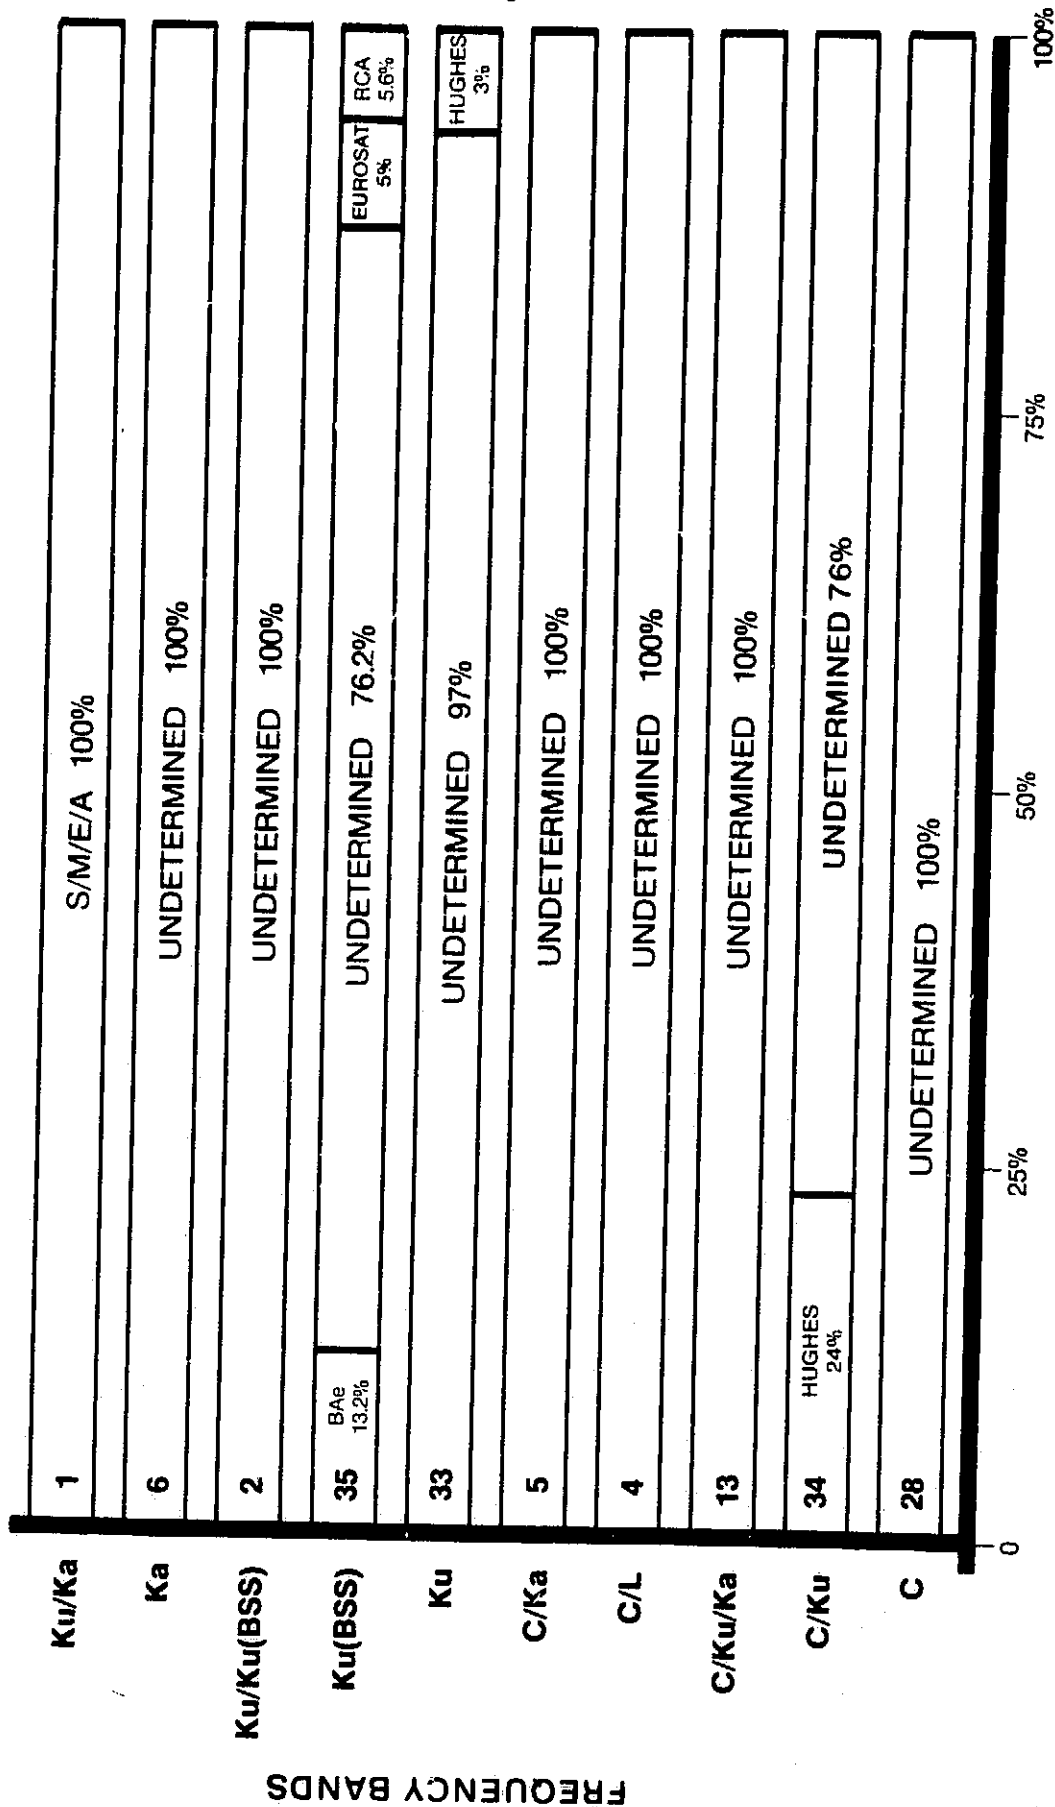 FREQUENCY BANDS
Ku/Ka
1
S/M/E/A 100%
Ka
6
UNDETERMINED 100%
Ku/Ku(BSS)
2
UNDETERMINED 100%
Ku(BSS)
35
BAe
13.2%
UNDETERMINED 76.2%
EUROSAT
5%
RCA
5.6%
Ku
33
UNDETERMINED 97%
HUGHES
3%
C/Ka
5
UNDETERMINED 100%
C/L
4
UNDETERMINED 100%
C/Ku/Ka
13
UNDETERMINED 100%
C/Ku
34
HUGHES
24%
UNDETERMINED 76%
C
28
UNDETERMINED 100%
0
25%
50%
75%
100%